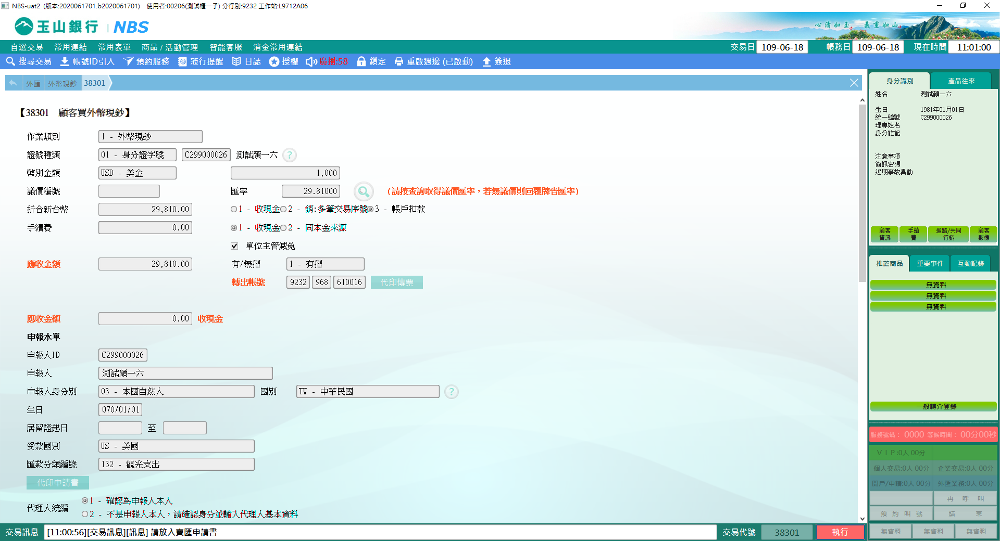 NBS-uat2 (版本:2020061701.b2020061701) 使用者:00206(測試櫃一子) 分行別:9232 工作站:L9712A06
玉山銀行 | NBS
心清如玉 義重如山
自選交易 常用連結 常用表單 商品 / 活動管理 智能客服 消金常用連結 交易日 109-06-18 帳務日 109-06-18 現在時間 11:01:00
搜尋交易 帳號ID引入 預約服務 蒞行提醒 日誌 授權 廣播:58 鎖定 重啟週邊 (已啟動) 簽退
外匯 外幣現鈔 38301
【38301 顧客買外幣現鈔】
作業類別 1 - 外幣現鈔
證號種類 01 - 身分證字號 C299000026 測試顏一六 ?
幣別金額 USD - 美金 1,000
議價編號 匯率 29.81000 (請按查詢取得議價匯率，若無議價則回覆牌告匯率)
折合新台幣 29,810.00 1 - 收現金 2 - 銷:多筆交易序號 3 - 帳戶扣款
手續費 0.00 1 - 收現金 2 - 同本金來源
單位主管減免
應收金額 29,810.00 有/無摺 1 - 有摺
轉出帳號 9232 968 610016 代印傳票
應收金額 0.00 收現金
申報水單
申報人ID C299000026
申報人 測試顏一六
申報人身分別 03 - 本國自然人 國別 TW - 中華民國 ?
生日 070/01/01
居留證起日 至
受款國別 US - 美國
匯款分類編號 132 - 觀光支出
代印申請書
代理人統編 1 - 確認為申報人本人
2 - 不是申報人本人，請確認身分並輸入代理人基本資料
交易訊息 [11:00:56][交易訊息][訊息] 請放入賣匯申請書 交易代號 38301 執行
身分識別 產品往來
姓名 測試顏一六
生日 1981年01月01日
統一編號 C299000026
理專姓名
身分註記
注意事項
簡訊密碼
近期事故異動
顧客資訊 手續費 通路/共同行銷 顧客影像
推薦商品 重要事件 互動記錄
無資料
無資料
無資料
一般轉介登錄
服務號碼： 0000 等候時間： 00分00秒
ＶＩＰ:0人 00分
個人交易:0人 00分 企業交易:0人 00分
開戶/申請:0人 00分 外匯業務:0人 00分
再 呼 叫
預 約 叫 號 結 束
無資料 無資料 無資料